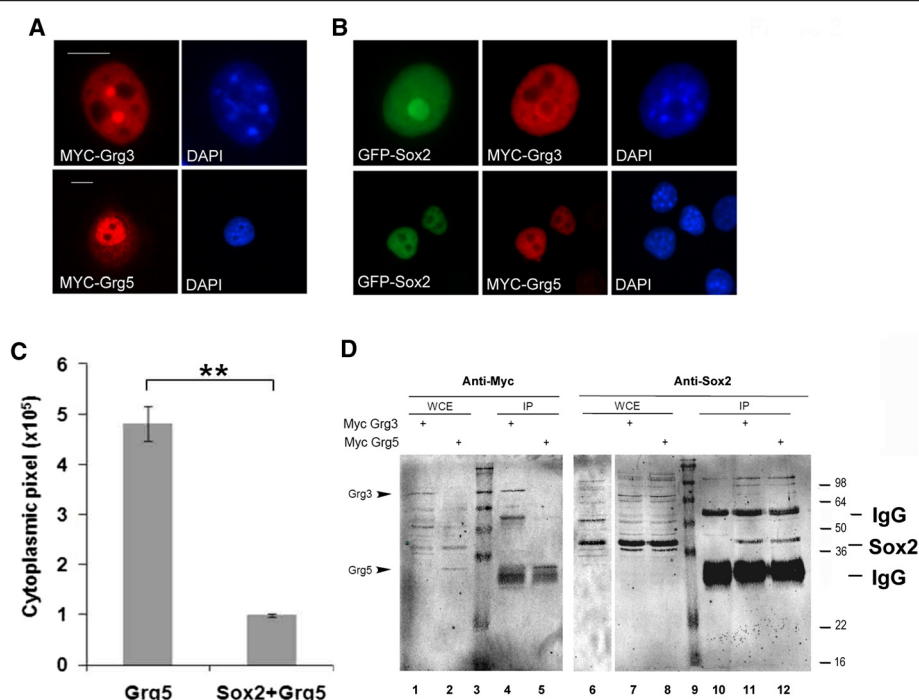 A
B
MYC-Grg3
DAPI
GFP-Sox2
MYC-Grg3
DAPI
MYC-Grg5
DAPI
GFP-Sox2
MYC-Grg5
DAPI
C
Cytoplasmic pixel (x10⁵)
6
5
4
3
2
1
0
**
Grg5
Sox2+Grg5
D
Anti-Myc
Anti-Sox2
WCE
IP
WCE
IP
Myc Grg3 + + + +
Myc Grg5 + + + +
Grg3
Grg5
98
64
50
36
22
16
IgG
Sox2
IgG
1 2 3 4 5 6 7 8 9 10 11 12